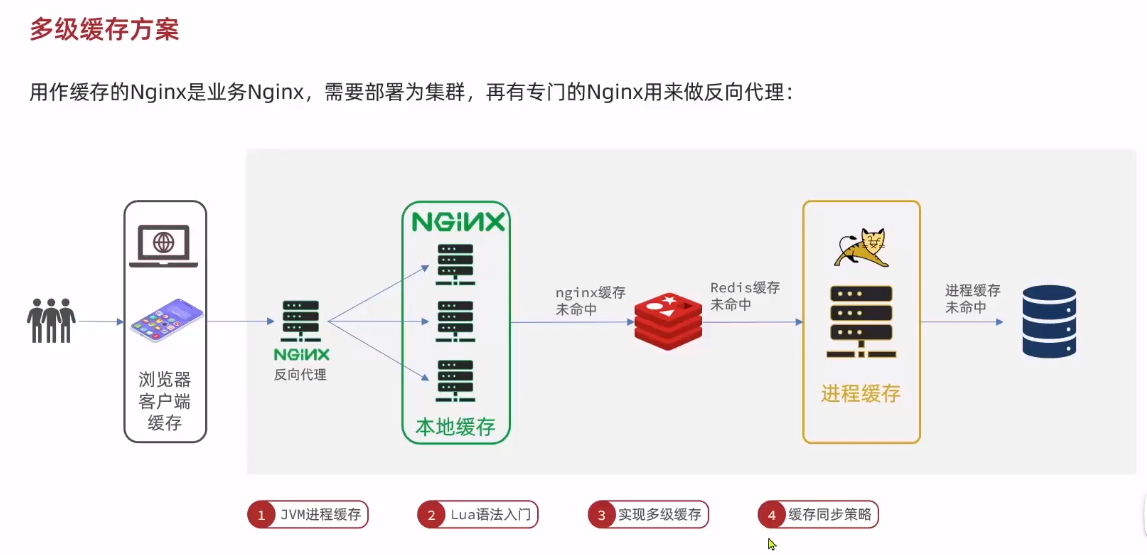 多级缓存方案
用作缓存的Nginx是业务Nginx，需要部署为集群，再有专门的Nginx用来做反向代理：
浏览器
客户端
缓存
NGINX
反向代理
NGINX
本地缓存
nginx缓存
未命中
Redis缓存
未命中
进程缓存
进程缓存
未命中
1 JVM进程缓存
2 Lua语法入门
3 实现多级缓存
4 缓存同步策略